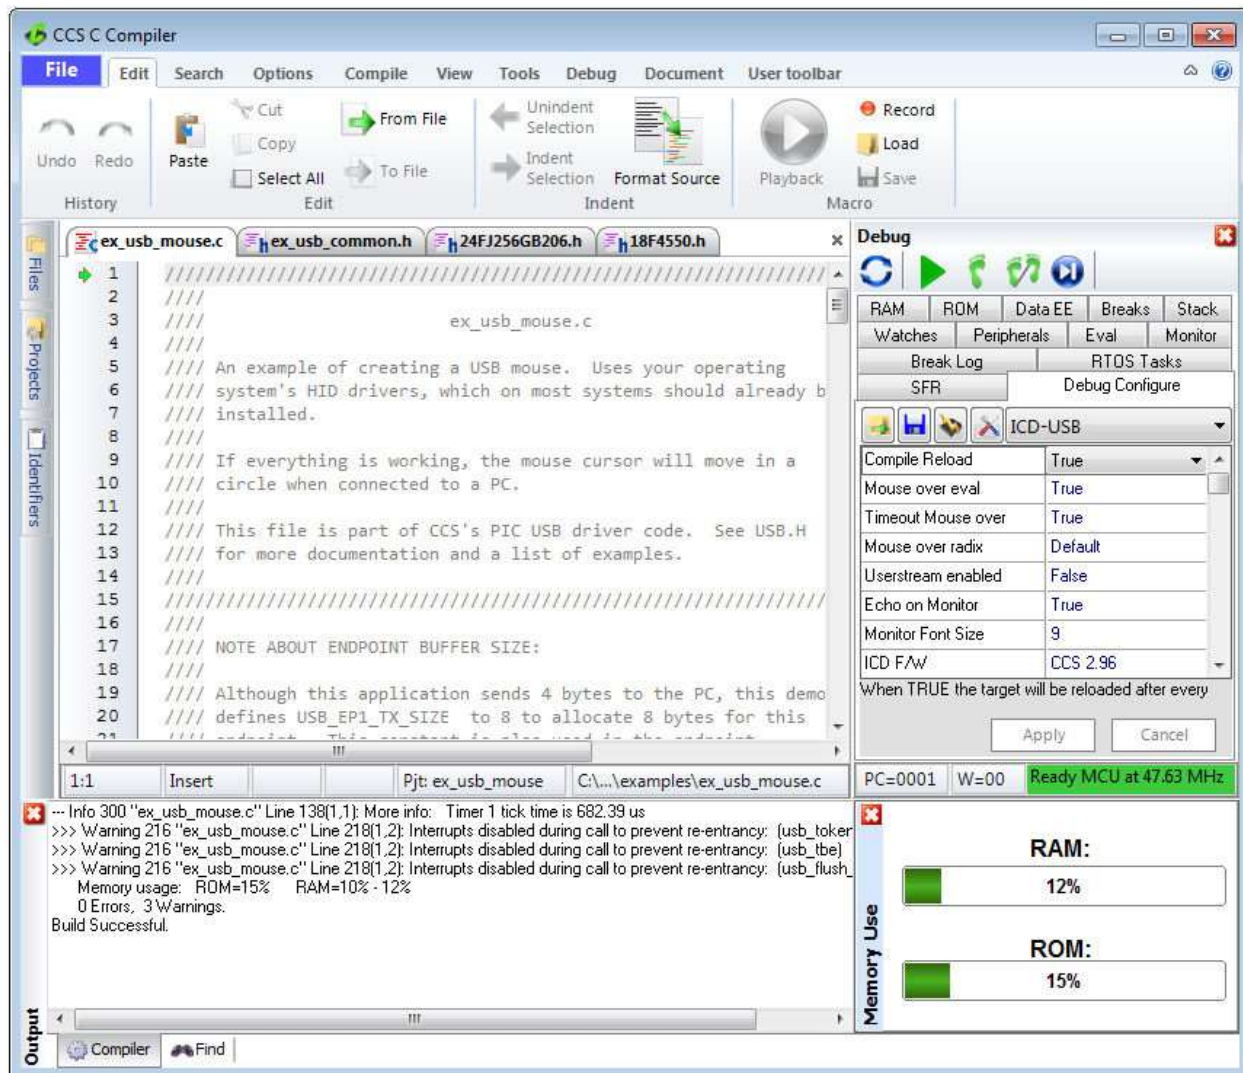 CCS C Compiler
File Edit Search Options Compile View Tools Debug Document User toolbar
Undo Redo Paste Cut Copy Select All From File To File Unindent Selection Indent Selection Format Source Playback Record Load Save
History Edit Indent Macro
Files
Projects
Identifiers
ex_usb_mouse.c ex_usb_common.h 24FJ256GB206.h 18F4550.h
1 ////////////////////////////////////////////////////////////////////
2 ////
3 //// ex_usb_mouse.c
4 ////
5 //// An example of creating a USB mouse. Uses your operating
6 //// system's HID drivers, which on most systems should already b
7 //// installed.
8 ////
9 //// If everything is working, the mouse cursor will move in a
10 //// circle when connected to a PC.
11 ////
12 //// This file is part of CCS's PIC USB driver code. See USB.H
13 //// for more documentation and a list of examples.
14 ////
15 ////////////////////////////////////////////////////////////////////
16 ////
17 //// NOTE ABOUT ENDPOINT BUFFER SIZE:
18 ////
19 //// Although this application sends 4 bytes to the PC, this demo
20 //// defines USB_EP1_TX_SIZE to 8 to allocate 8 bytes for this
1:1 Insert Pjt: ex_usb_mouse C:\...\examples\ex_usb_mouse.c
Debug
RAM ROM Data EE Breaks Stack
Watches Peripherals Eval Monitor
Break Log RTOS Tasks
SFR Debug Configure
ICD-USB
Compile Reload True
Mouse over eval True
Timeout Mouse over True
Mouse over radix Default
Userstream enabled False
Echo on Monitor True
Monitor Font Size 9
ICD F/W CCS 2.96
When TRUE the target will be reloaded after every
Apply Cancel
PC=0001 W=00 Ready MCU at 47.63 MHz
--- Info 300 "ex_usb_mouse.c" Line 138(1,1): More info: Timer 1 tick time is 682.39 us
>>> Warning 216 "ex_usb_mouse.c" Line 218(1,2): Interrupts disabled during call to prevent re-entrancy: (usb_token
>>> Warning 216 "ex_usb_mouse.c" Line 218(1,2): Interrupts disabled during call to prevent re-entrancy: (usb_tbe)
>>> Warning 216 "ex_usb_mouse.c" Line 218(1,2): Interrupts disabled during call to prevent re-entrancy: (usb_flush_
Memory usage: ROM=15% RAM=10% - 12%
0 Errors, 3 Warnings.
Build Successful.
Output
Compiler Find
Memory Use
RAM:
12%
ROM:
15%